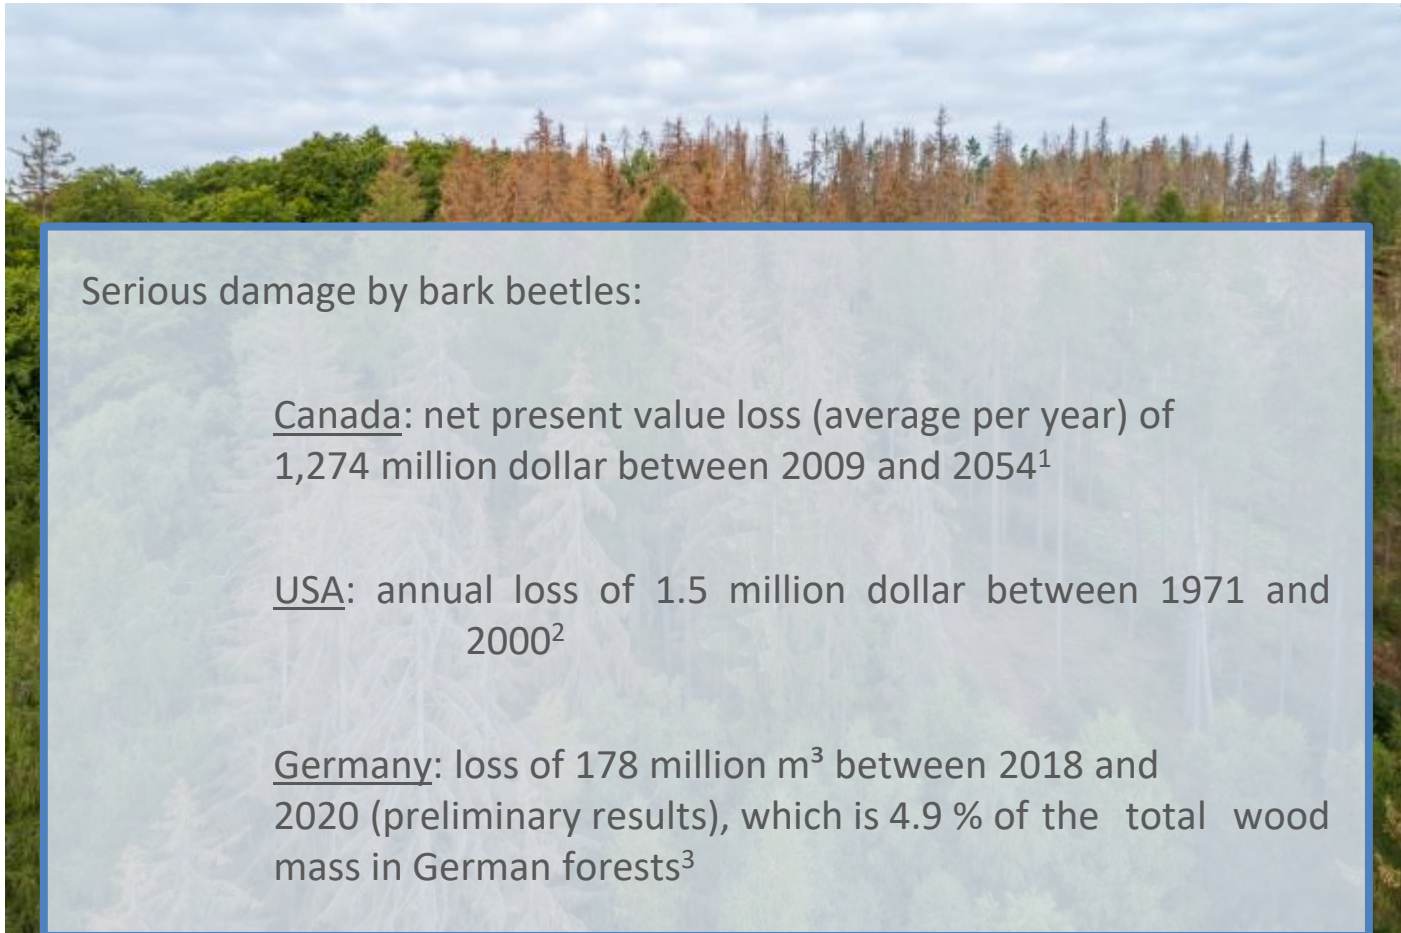 Serious damage by bark beetles:
Canada: net present value loss (average per year) of
1,274 million dollar between 2009 and 2054¹
USA: annual loss of 1.5 million dollar between 1971 and
2000²
Germany: loss of 178 million m³ between 2018 and
2020 (preliminary results), which is 4.9 % of the total wood
mass in German forests³